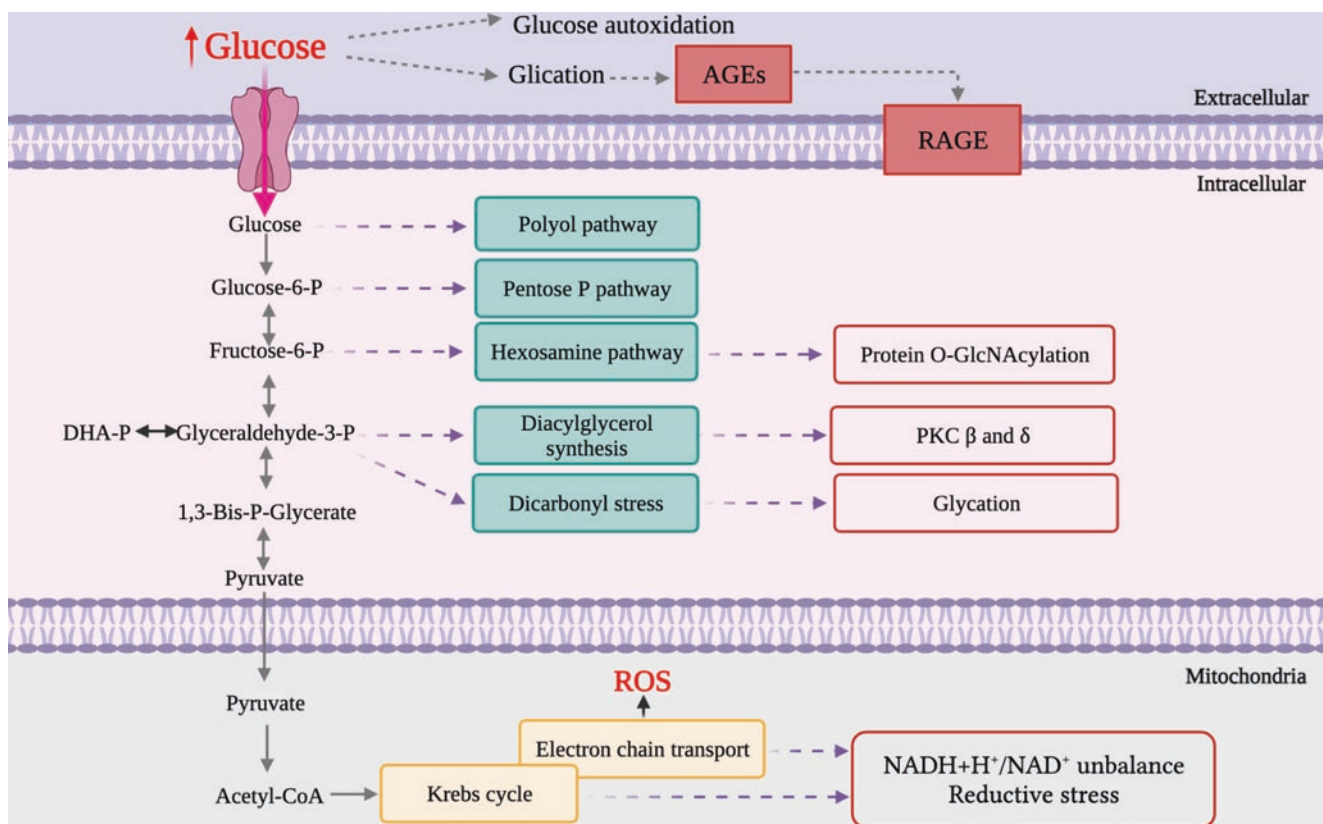 Glucose
Glucose autoxidation
Glication
AGEs
Extracellular
RAGE
Intracellular
Glucose
Polyol pathway
Glucose-6-P
Pentose P pathway
Fructose-6-P
Hexosamine pathway
Protein O-GlcNAcylation
DHA-P
Glyceraldehyde-3-P
Diacylglycerol
synthesis
PKC β and δ
Dicarbonyl stress
Glycation
1,3-Bis-P-Glycerate
Pyruvate
Mitochondria
Pyruvate
ROS
Electron chain transport
NADH+H⁺/NAD⁺ unbalance
Reductive stress
Acetyl-CoA
Krebs cycle